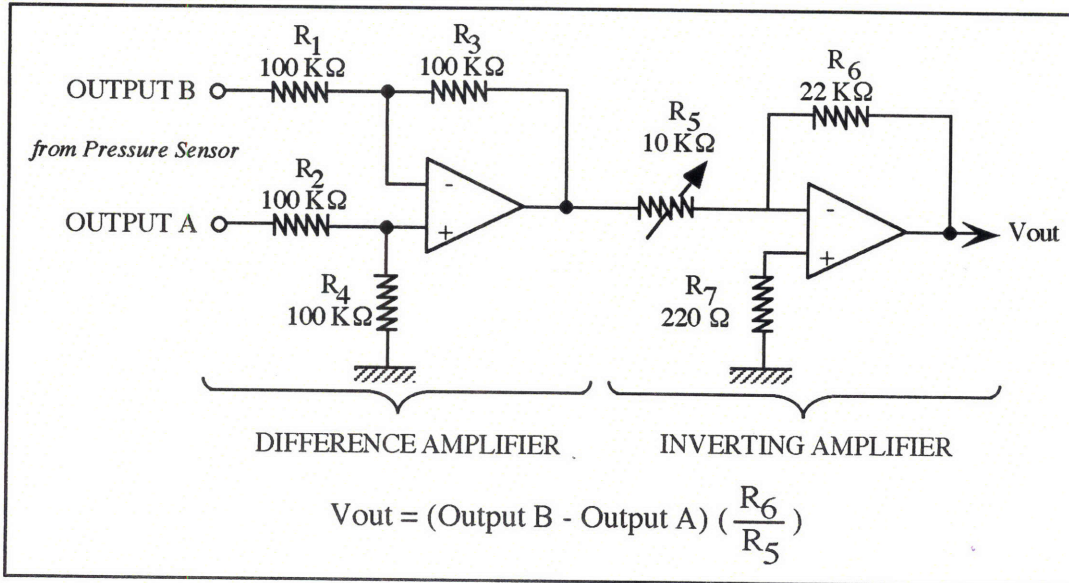 R1
100 KΩ
R3
100 KΩ
OUTPUT B
from Pressure Sensor
R2
100 KΩ
OUTPUT A
-
+
R4
100 KΩ
R5
10 KΩ
R6
22 KΩ
-
+
Vout
R7
220 Ω
DIFFERENCE AMPLIFIER
INVERTING AMPLIFIER
Vout = (Output B - Output A) (R6/R5)